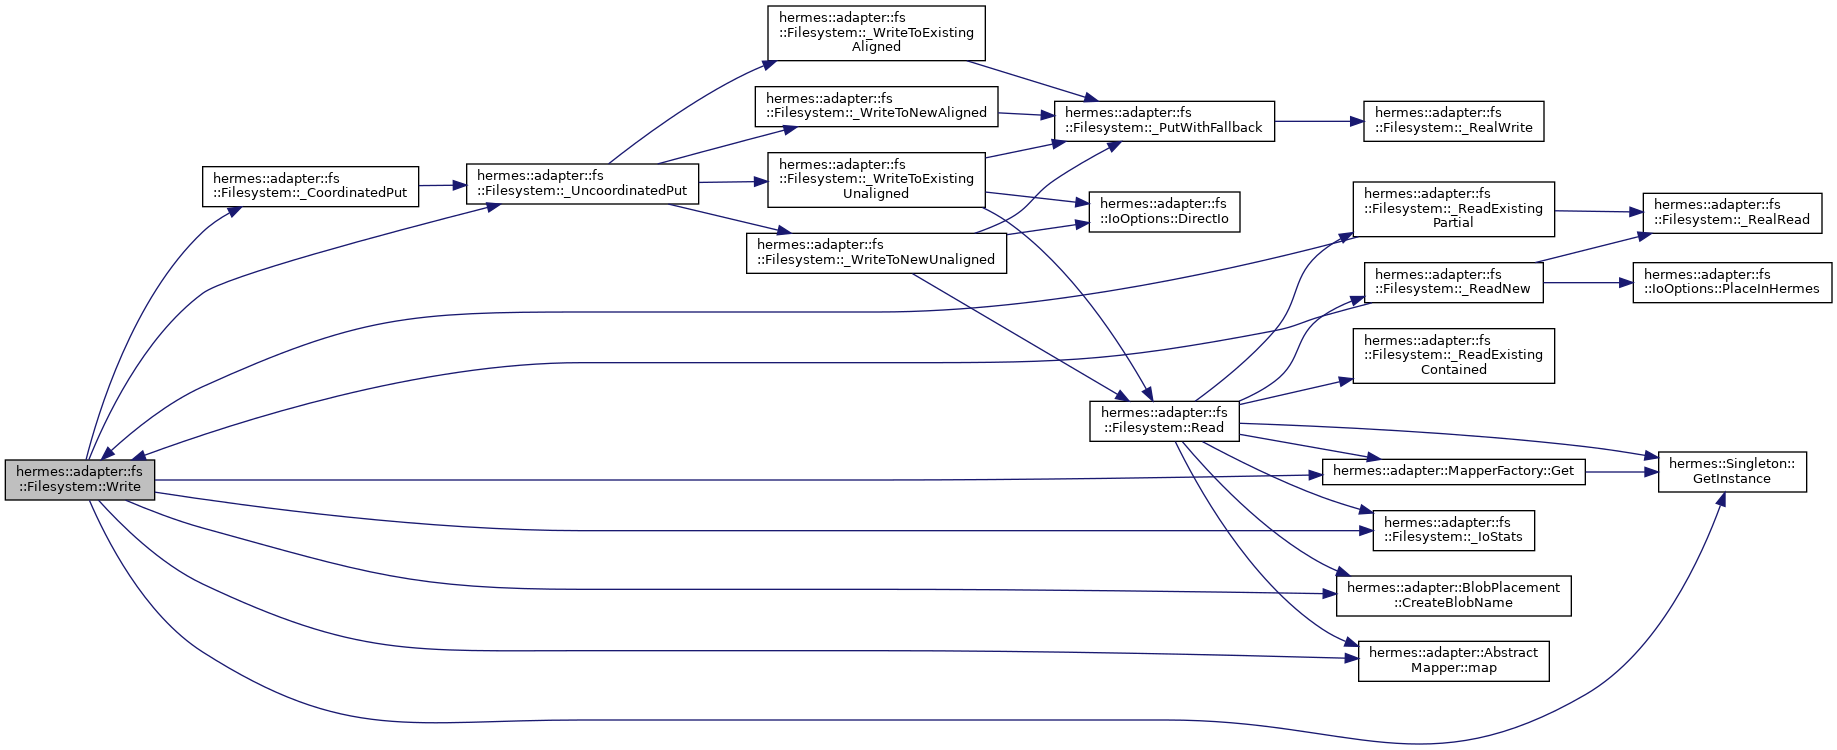 hermes::adapter::fs
::Filesystem::Write
hermes::adapter::fs
::Filesystem::_CoordinatedPut
hermes::adapter::fs
::Filesystem::_UncoordinatedPut
hermes::adapter::fs
::Filesystem::_WriteToExisting
Aligned
hermes::adapter::fs
::Filesystem::_WriteToNewAligned
hermes::adapter::fs
::Filesystem::_WriteToExisting
Unaligned
hermes::adapter::fs
::Filesystem::_WriteToNewUnaligned
hermes::adapter::fs
::Filesystem::_PutWithFallback
hermes::adapter::fs
::IoOptions::DirectIo
hermes::adapter::fs
::Filesystem::Read
hermes::adapter::fs
::Filesystem::_RealWrite
hermes::adapter::fs
::Filesystem::_ReadExisting
Partial
hermes::adapter::fs
::Filesystem::_ReadNew
hermes::adapter::fs
::Filesystem::_ReadExisting
Contained
hermes::adapter::MapperFactory::Get
hermes::adapter::fs
::Filesystem::_IoStats
hermes::adapter::BlobPlacement
::CreateBlobName
hermes::adapter::Abstract
Mapper::map
hermes::adapter::fs
::Filesystem::_RealRead
hermes::adapter::fs
::IoOptions::PlaceInHermes
hermes::Singleton::
GetInstance